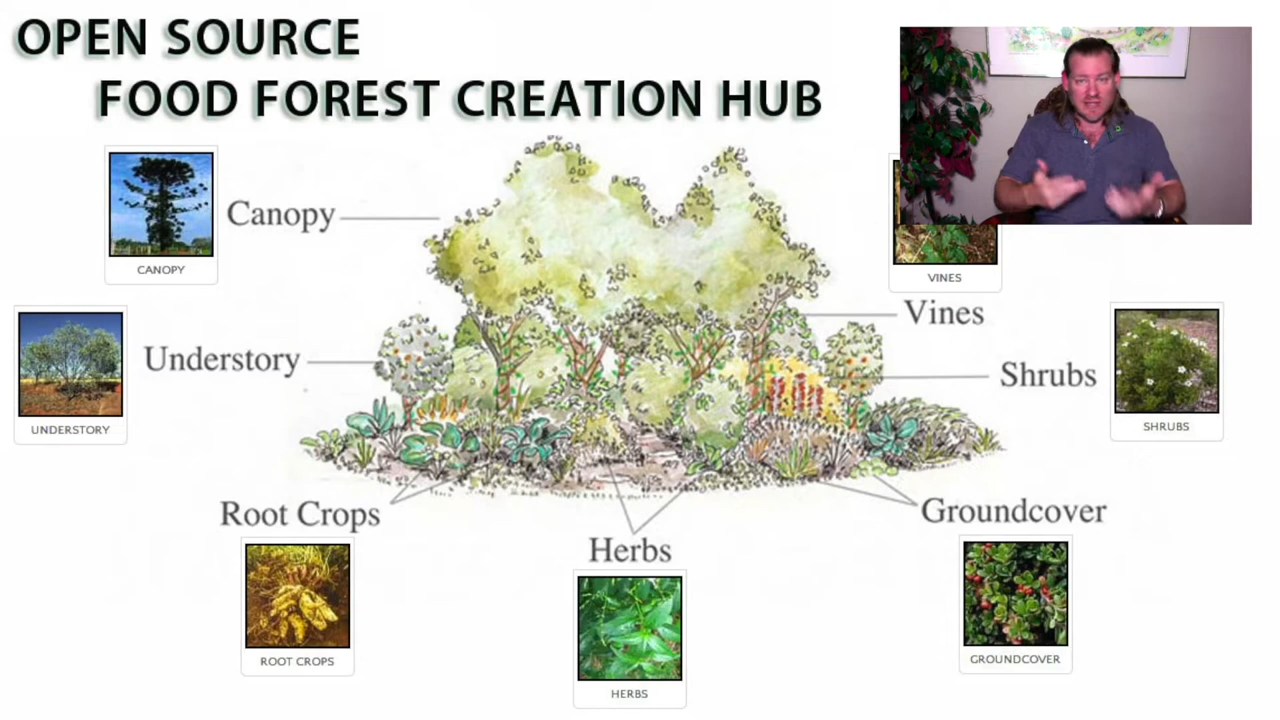 OPEN SOURCE
FOOD FOREST CREATION HUB
Canopy
CANOPY
VINES
Vines
Understory
UNDERSTORY
Shrubs
SHRUBS
Root Crops
ROOT CROPS
Herbs
HERBS
Groundcover
GROUNDCOVER